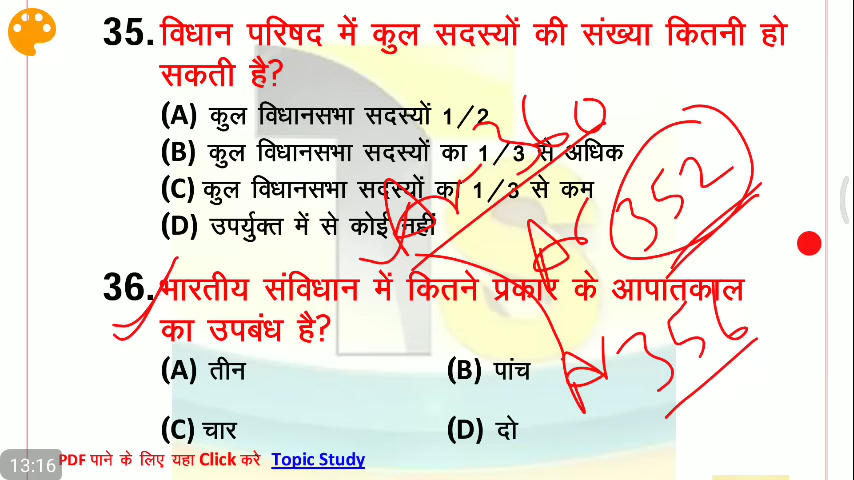 35. विधान परिषद में कुल सदस्यों की संख्या कितनी हो
सकती है?
(A) कुल विधानसभा सदस्यों 1/2
(B) कुल विधानसभा सदस्यों का 1/3 से अधिक
(C) कुल विधानसभा सदस्यों का 1/3 से कम
(D) उपर्युक्त में से कोई नहीं
360
352
36. भारतीय संविधान में कितने प्रकार के आपातकाल
का उपबंध है?
356
(A) तीन (B) पांच
(C) चार (D) दो
13:16 PDF पाने के लिए यहा Click करे Topic Study